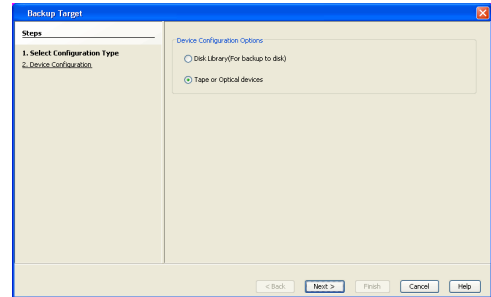 Backup Target
Steps
1. Select Configuration Type
2. Device Configuration
Device Configuration Options
Disk Library(For backup to disk)
Tape or Optical devices
< Back
Next >
Finish
Cancel
Help